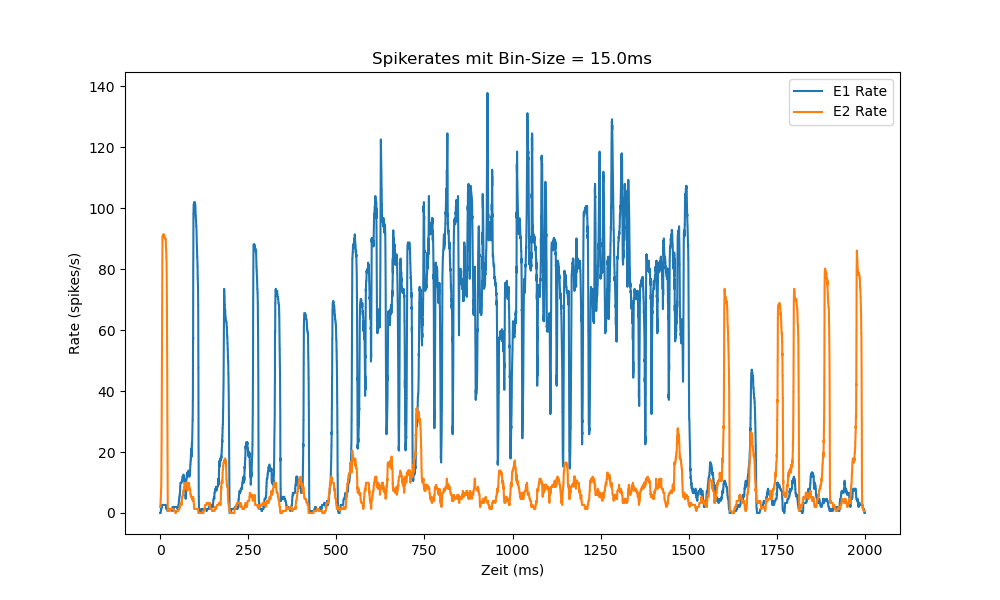 Spikerates mit Bin-Size = 15.0ms
E1 Rate
E2 Rate
Rate (spikes/s)
140
120
100
80
60
40
20
0
0 250 500 750 1000 1250 1500 1750 2000
Zeit (ms)